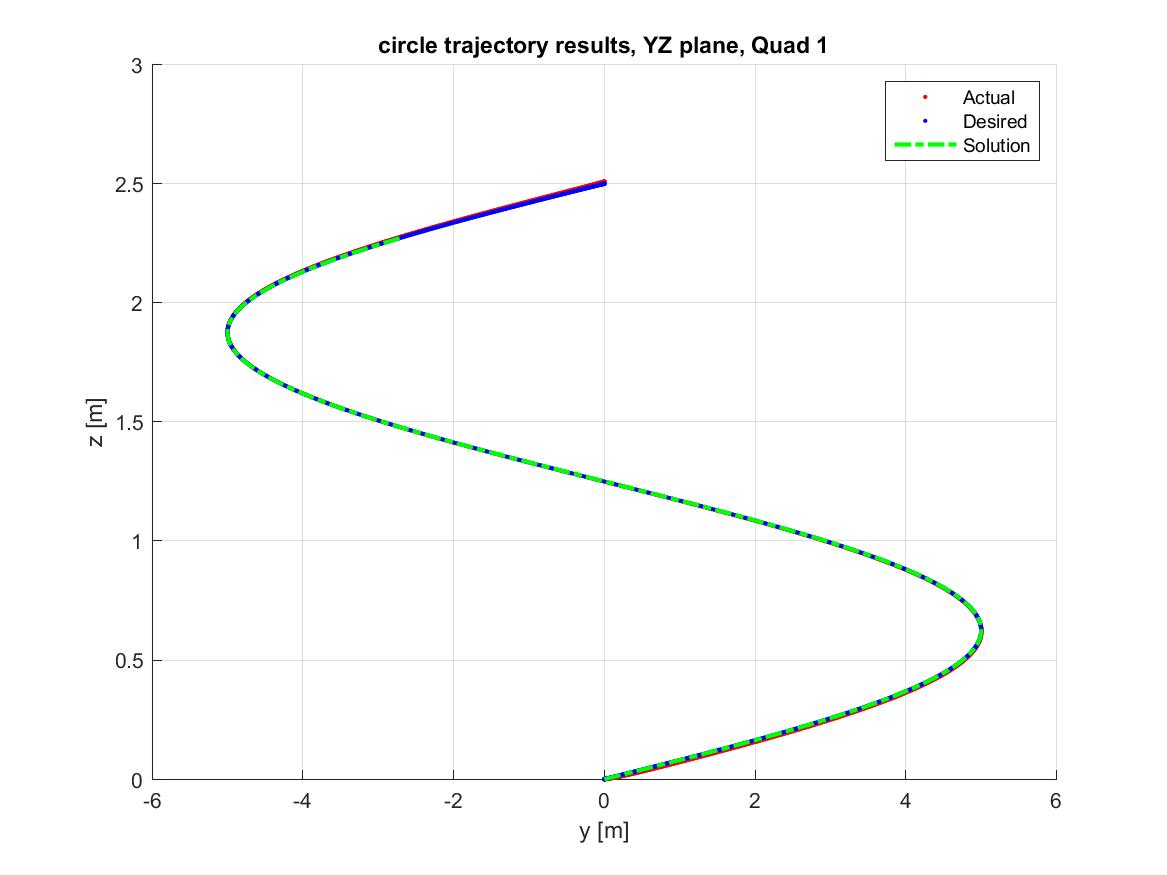 circle trajectory results, YZ plane, Quad 1
3
Actual
Desired
Solution
2.5
2
1.5
z [m]
1
0.5
0
-6 -4 -2 0 2 4 6
y [m]